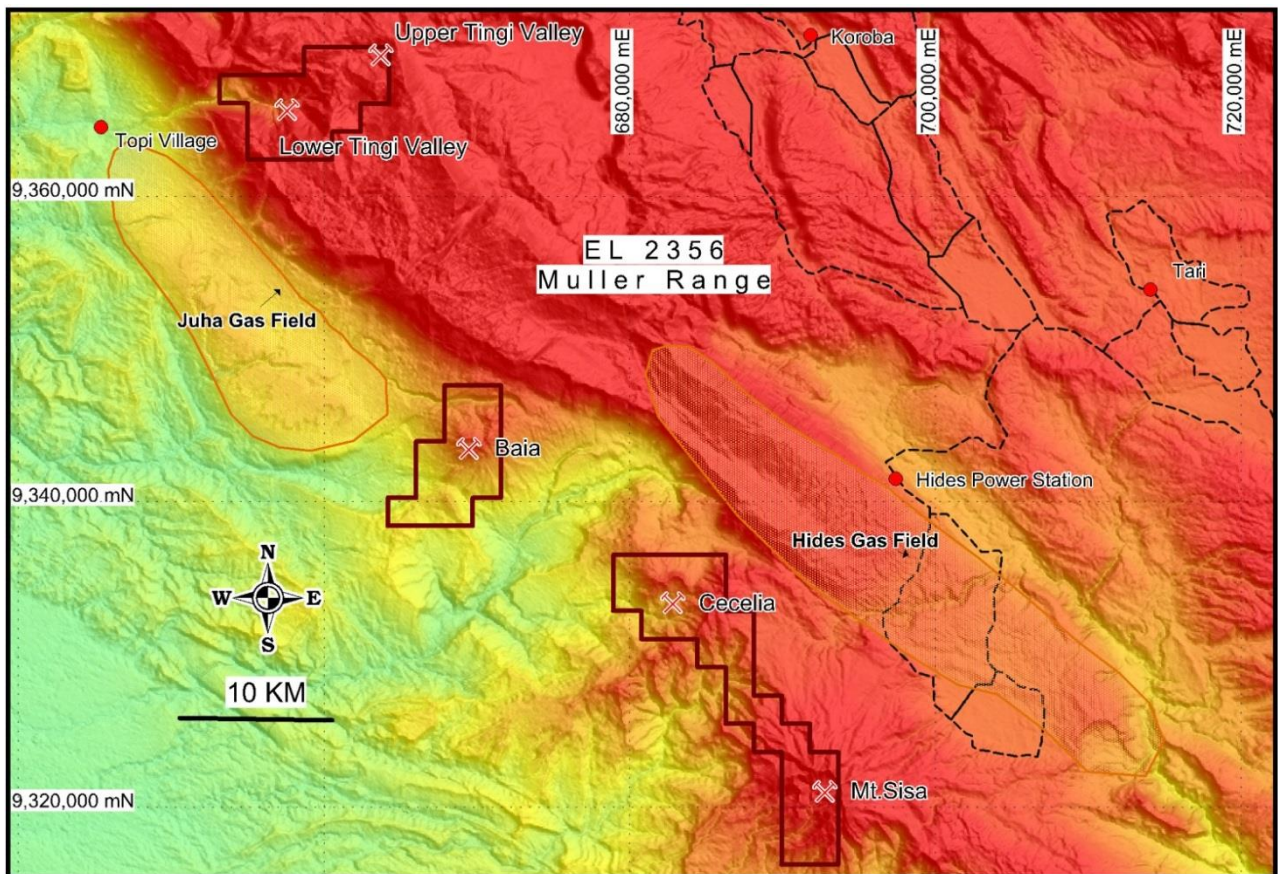 Upper Tingi Valley
680,000 mE
Koroba
700,000 mE
720,000 mE
Topi Village
Lower Tingi Valley
9,360,000 mN
EL 2356
Muller Range
Tari
Juha Gas Field
Baia
Hides Power Station
9,340,000 mN
Hides Gas Field
N
W E
S
Cecelia
10 KM
Mt.Sisa
9,320,000 mN